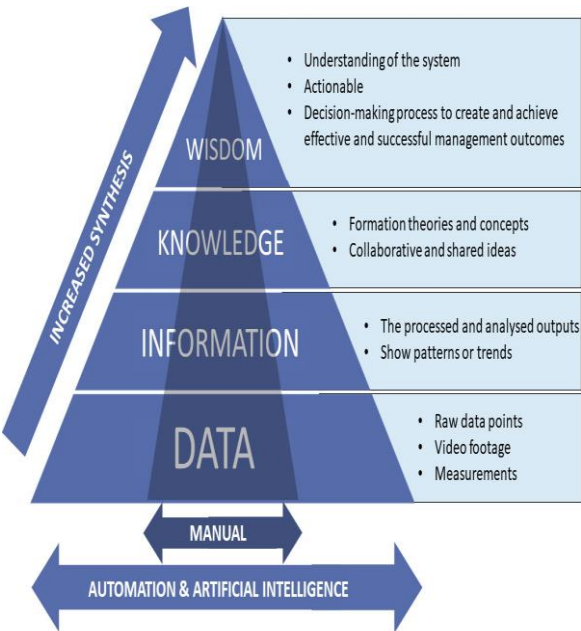 INCREASED SYNTHESIS
WISDOM
• Understanding of the system
• Actionable
• Decision-making process to create and achieve
effective and successful management outcomes
KNOWLEDGE
• Formation theories and concepts
• Collaborative and shared ideas
INFORMATION
• The processed and analysed outputs
• Show patterns or trends
DATA
• Raw data points
• Video footage
• Measurements
MANUAL
AUTOMATION & ARTIFICIAL INTELLIGENCE